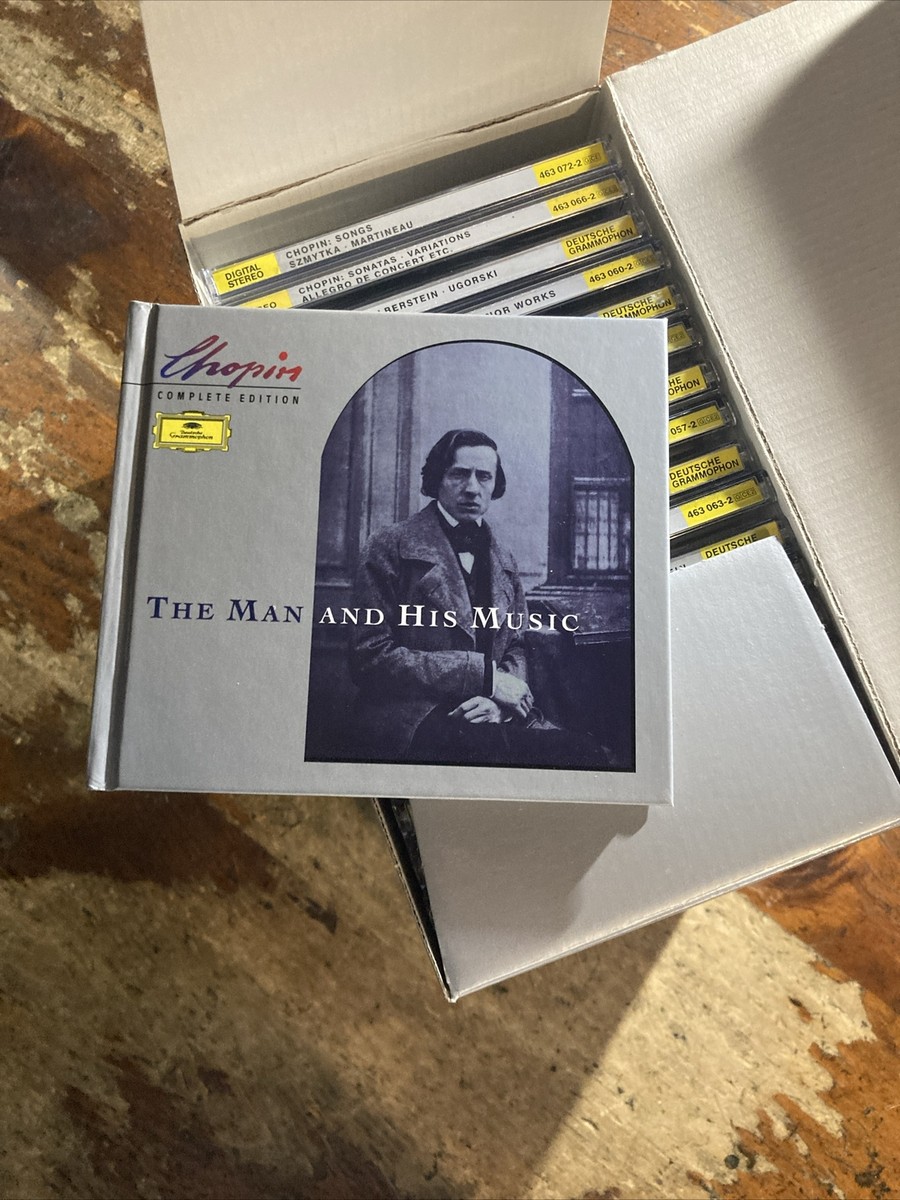 463 072-2
CHOPIN: SONGS
SZMYTKA · MARTINEAU
DIGITAL
STEREO
463 066-2
CHOPIN: SONATAS · VARIATIONS
ALLEGRO DE CONCERT ETC.
DEUTSCHE
GRAMMOPHON
UGORSKI
463 060-2
WORKS
DEUTSCHE
GRAMMOPHON
057-2
DEUTSCHE
GRAMMOPHON
463 063-2
DEUTSCHE
Chopin
COMPLETE EDITION
Deutsche
Grammophon
THE MAN AND HIS MUSIC